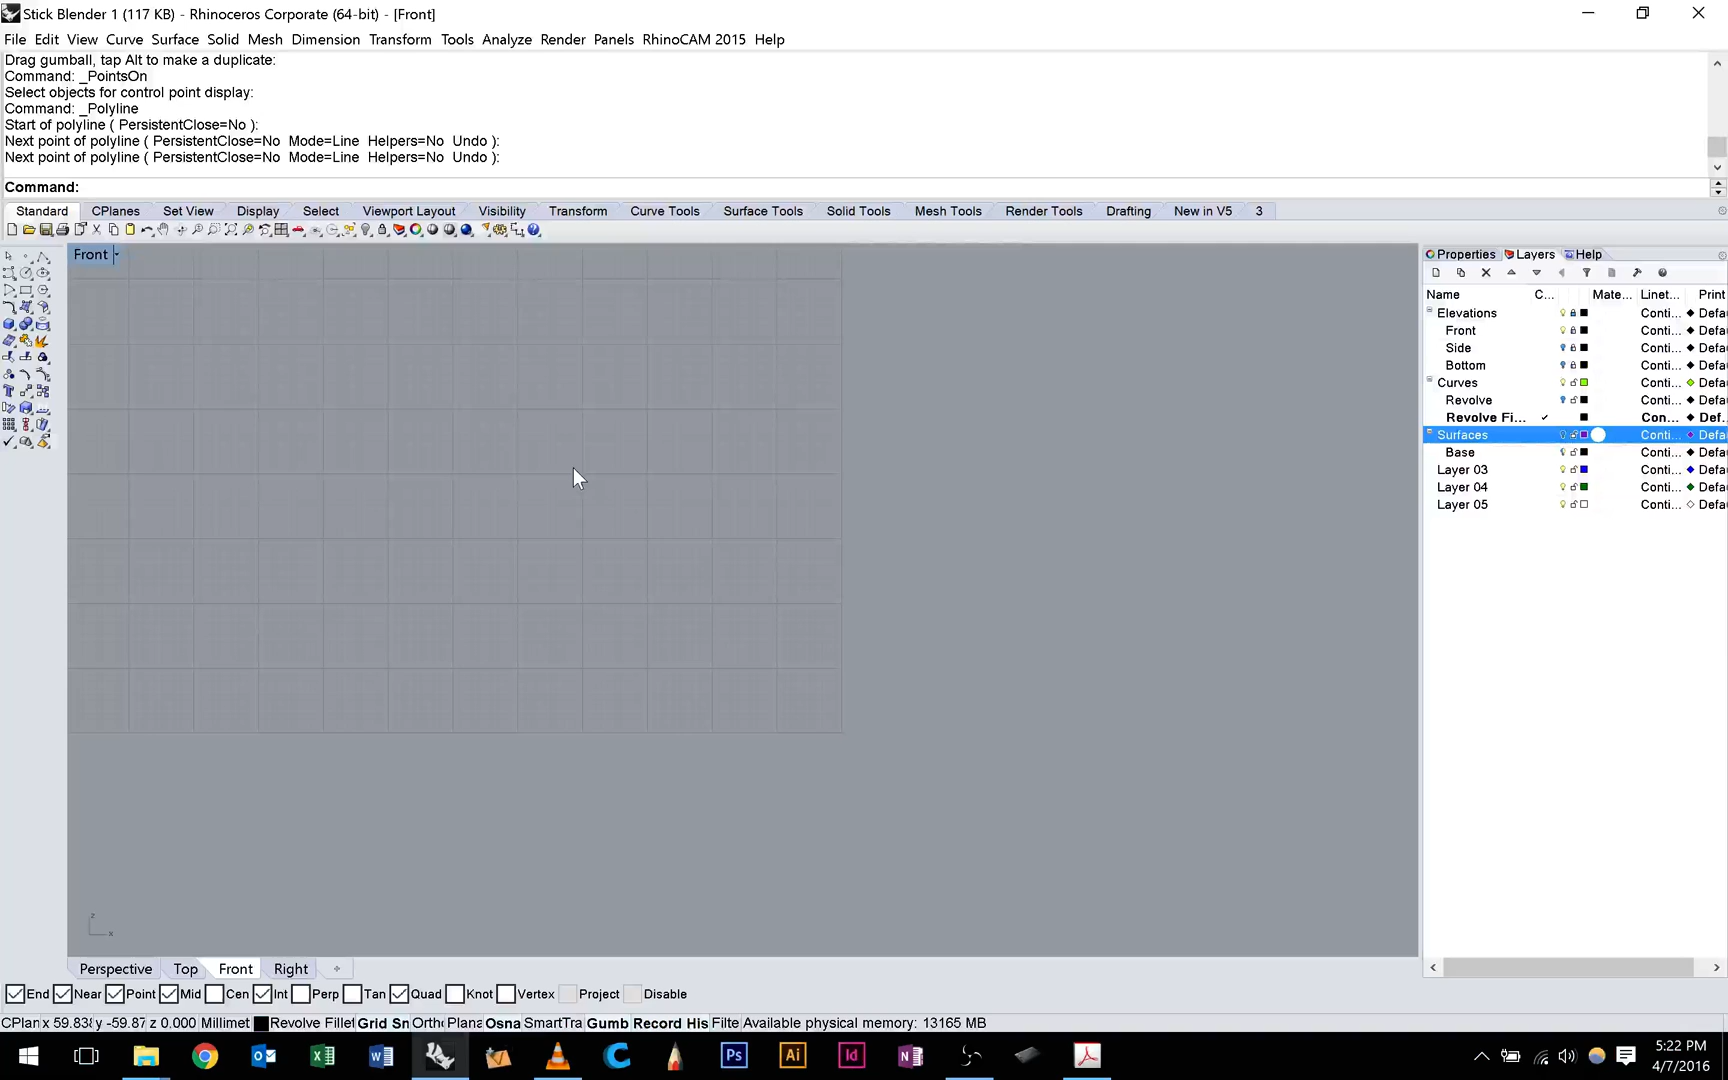 Stick Blender 1 (117 KB) - Rhinoceros Corporate (64-bit) - [Front]
File Edit View Curve Surface Solid Mesh Dimension Transform Tools Analyze Render Panels RhinoCAM 2015 Help
Drag gumball, tap Alt to make a duplicate:
Command: _PointsOn
Select objects for control point display:
Command: _Polyline
Start of polyline ( PersistentClose=No ):
Next point of polyline ( PersistentClose=No Mode=Line Helpers=No Undo ):
Next point of polyline ( PersistentClose=No Mode=Line Helpers=No Undo ):
Command:
Standard CPlanes Set View Display Select Viewport Layout Visibility Transform Curve Tools Surface Tools Solid Tools Mesh Tools Render Tools Drafting New in V5 3
Front
Properties Layers Help
Name C... Mate... Linet... Print
Elevations Conti... Defa
Front Conti... Defa
Side Conti... Defa
Bottom Conti... Defa
Curves Conti... Defa
Revolve Conti... Defa
Revolve Fi... Con... Def..
Surfaces Conti... Defa
Base Conti... Defa
Layer 03 Conti... Defa
Layer 04 Conti... Defa
Layer 05 Conti... Defa
z
x
Perspective Top Front Right
End Near Point Mid Cen Int Perp Tan Quad Knot Vertex Project Disable
CPlan x 59.83 y -59.87 z 0.000 Millimet Revolve Fillet Grid Sn Ortho Plana Osna SmartTra Gumb Record His Filte Available physical memory: 13165 MB
5:22 PM
4/7/2016